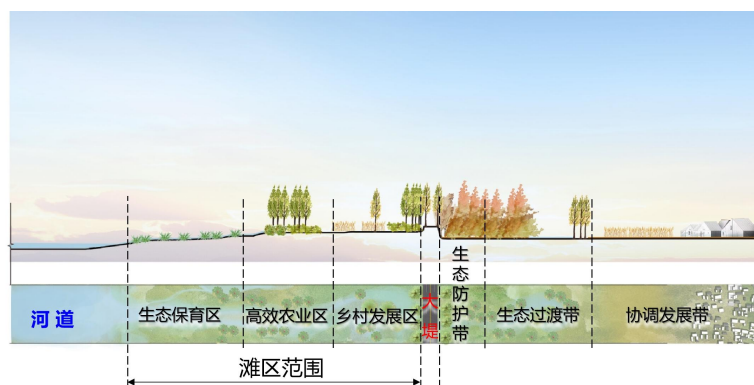 河道
生态保育区
高效农业区
乡村发展区
大堤
生态防护带
生态过渡带
协调发展带
滩区范围